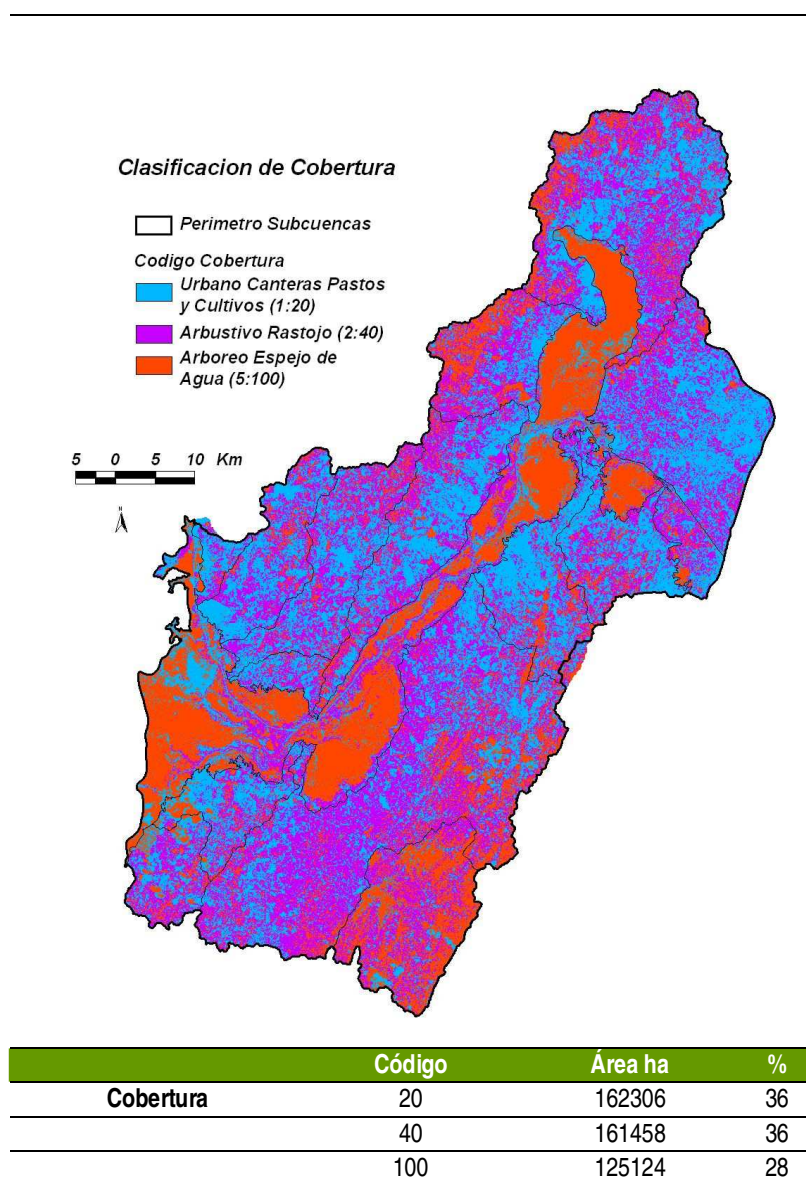 Clasificacion de Cobertura
Perimetro Subcuencas
Codigo Cobertura
Urbano Canteras Pastos
y Cultivos (1:20)
Arbustivo Rastojo (2:40)
Arboreo Espejo de
Agua (5:100)
5 0 5 10 Km
N
Código Área ha %
Cobertura 20 162306 36
40 161458 36
100 125124 28